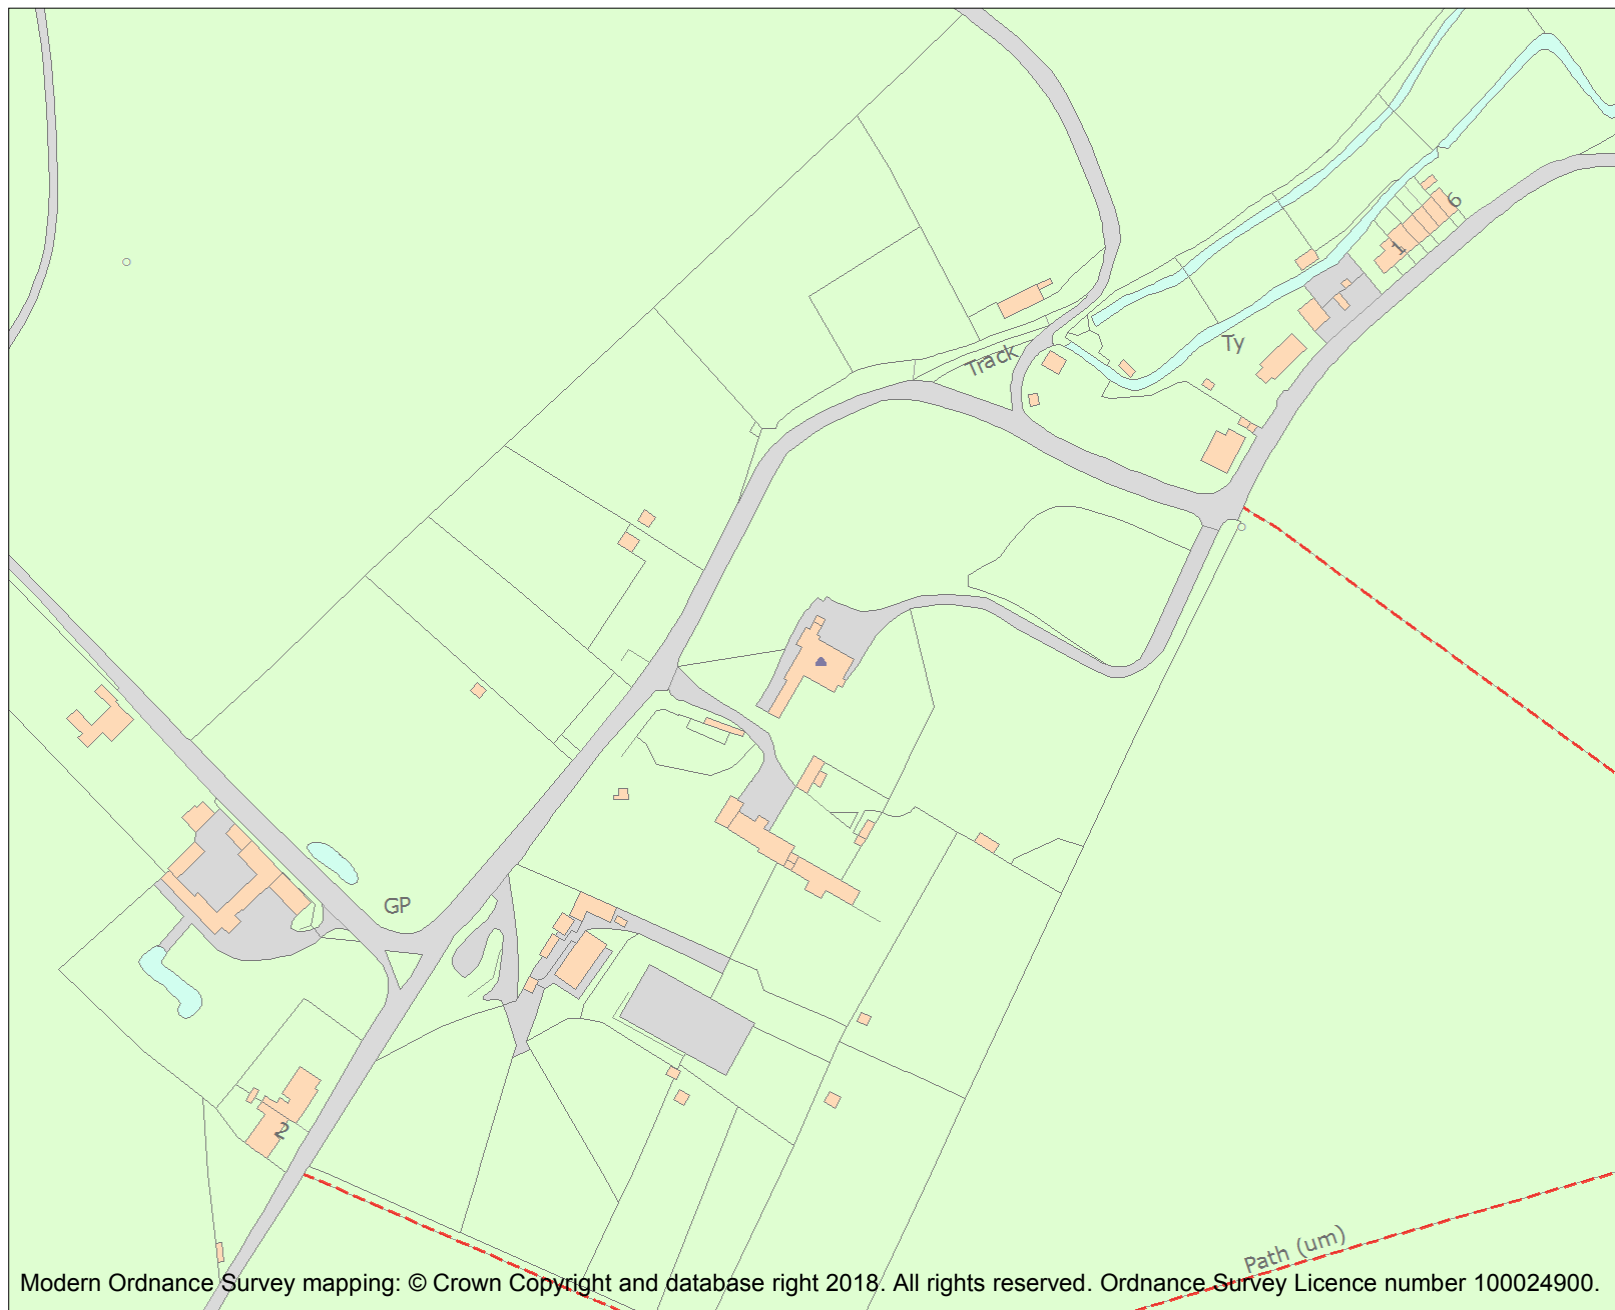 6
1
Ty
Track
GP
2
Path (um)
Modern Ordnance Survey mapping: © Crown Copyright and database right 2018. All rights reserved. Ordnance Survey Licence number 100024900.